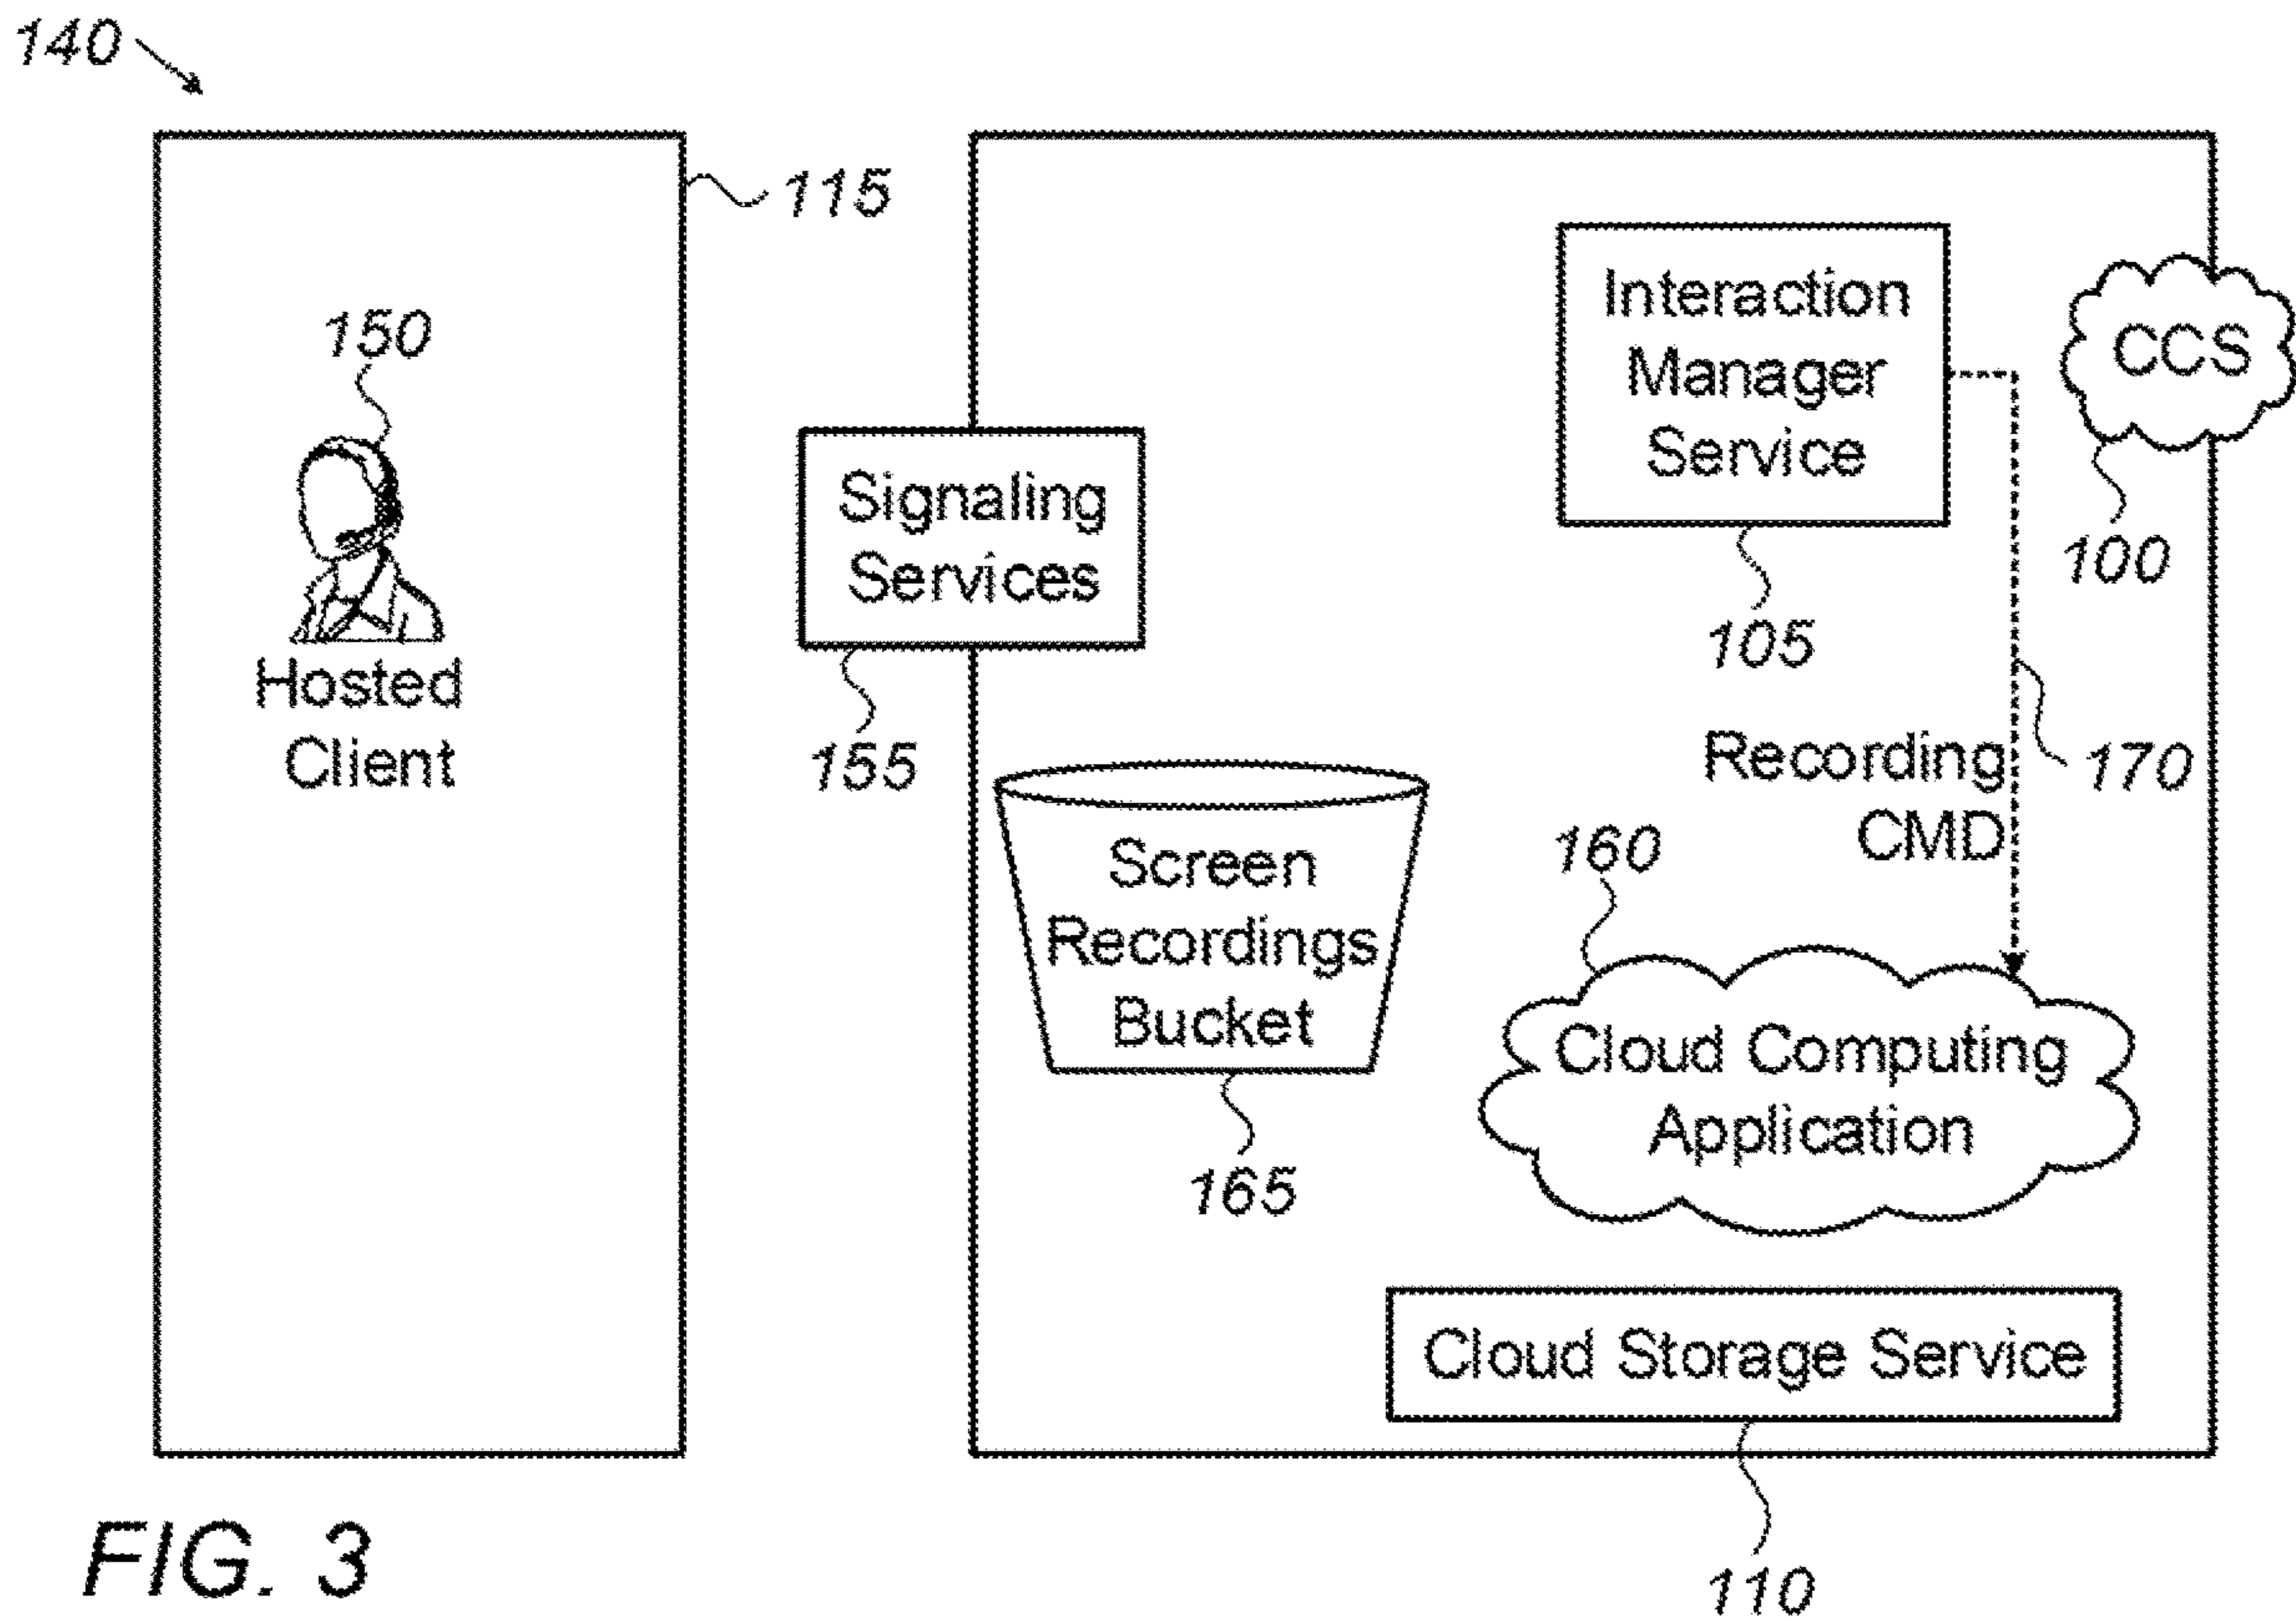 140
115
150
Hosted
Client
Signaling
Services
155
Interaction
Manager
Service
105
CCS
100
Recording
CMD
170
Screen
Recordings
Bucket
165
160
Cloud Computing
Application
Cloud Storage Service
110
FIG. 3